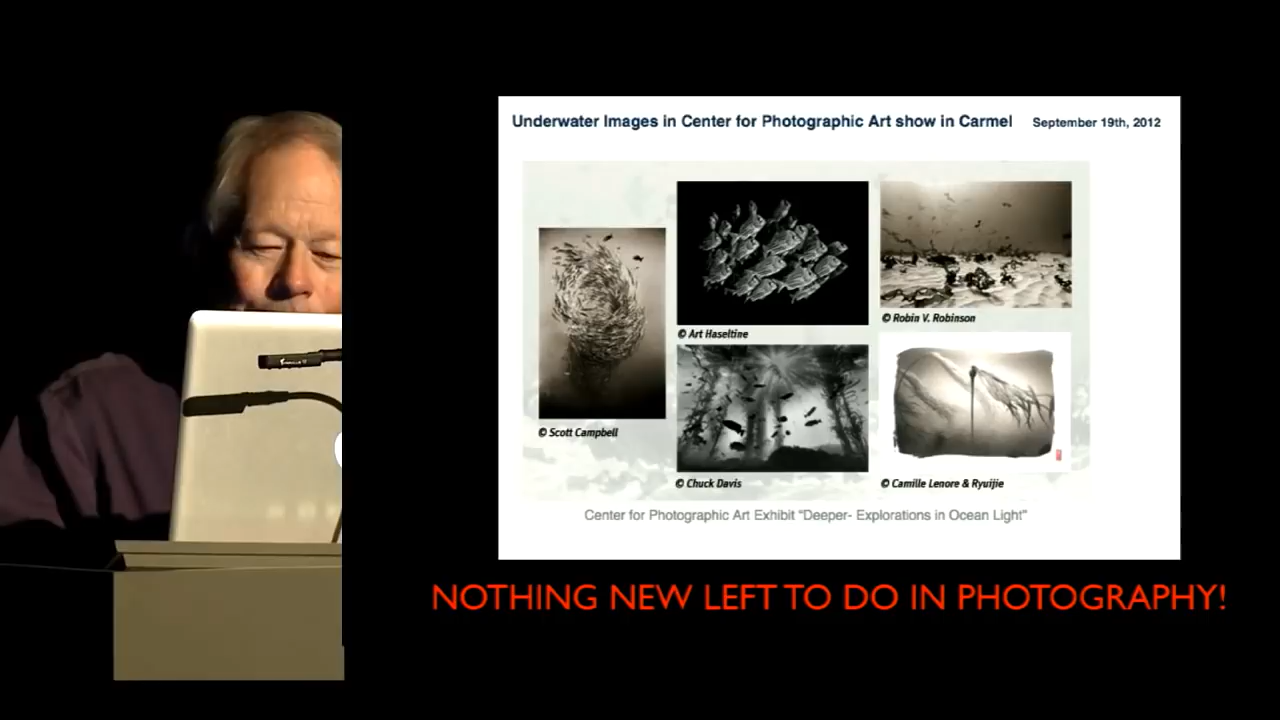 Underwater Images in Center for Photographic Art show in Carmel September 19th, 2012
© Scott Campbell
© Art Haseltine
© Chuck Davis
© Robin V. Robinson
© Camille Lenore & Ryuijie
Center for Photographic Art Exhibit "Deeper- Explorations in Ocean Light"
NOTHING NEW LEFT TO DO IN PHOTOGRAPHY!